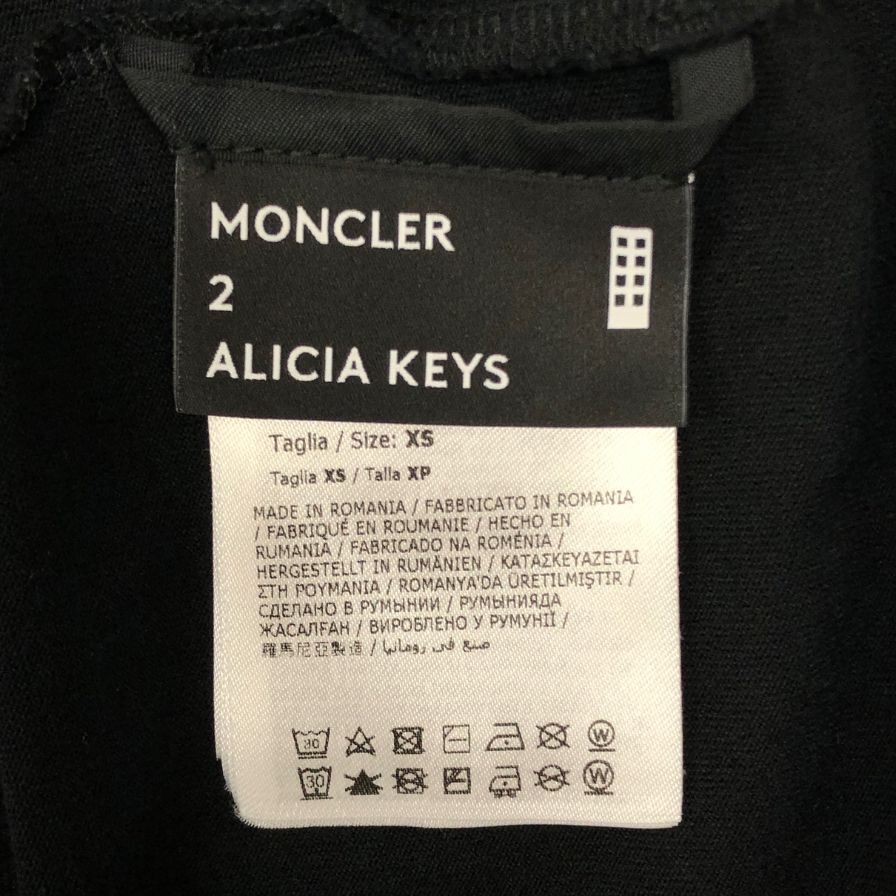 MONCLER
2
ALICIA KEYS
Taglia / Size: XS
Taglia XS / Talla XP
MADE IN ROMANIA / FABBRICATO IN ROMANIA
/ FABRIQUÉ EN ROUMANIE / HECHO EN
RUMANIA / FABRICADO NA ROMÉNIA /
HERGESTELLT IN RUMÄNIEN / ΚΑΤΑΣΚΕΥΑΖΕΤΑΙ
ΣΤΗ ΡΟΥΜΑΝΙΑ / ROMANYA'DA ÜRETILMIŞTIR /
СДЕЛАНО В РУМЫНИИ / РУМЫНИЯДА
ЖАСАЛҒАН / ВИРОБЛЕНО У РУМУНІЇ /
羅馬尼亞製造 / صنع في رومانيا
30 W
30 W